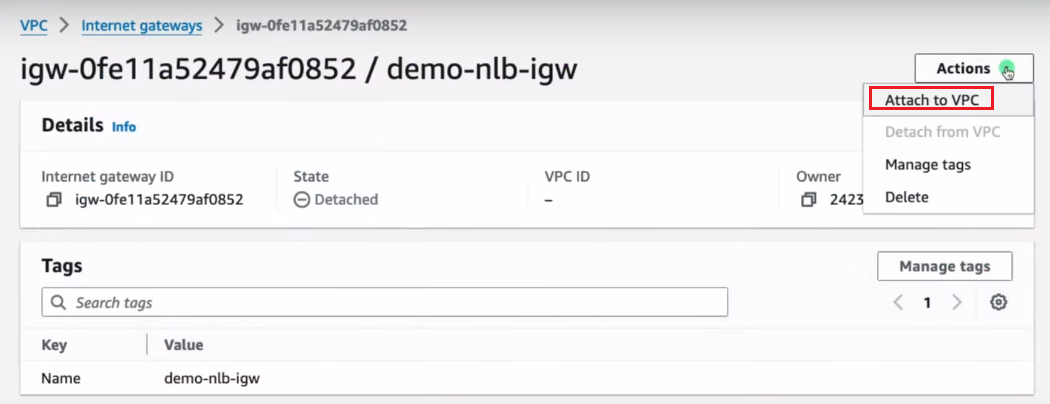 VPC > Internet gateways > igw-0fe11a52479af0852
igw-0fe11a52479af0852 / demo-nlb-igw
Actions
Attach to VPC
Detach from VPC
Manage tags
Delete
Details Info
Internet gateway ID
igw-0fe11a52479af0852
State
Detached
VPC ID
–
Owner
2423
Tags
Manage tags
Search tags
1
Key Value
Name demo-nlb-igw